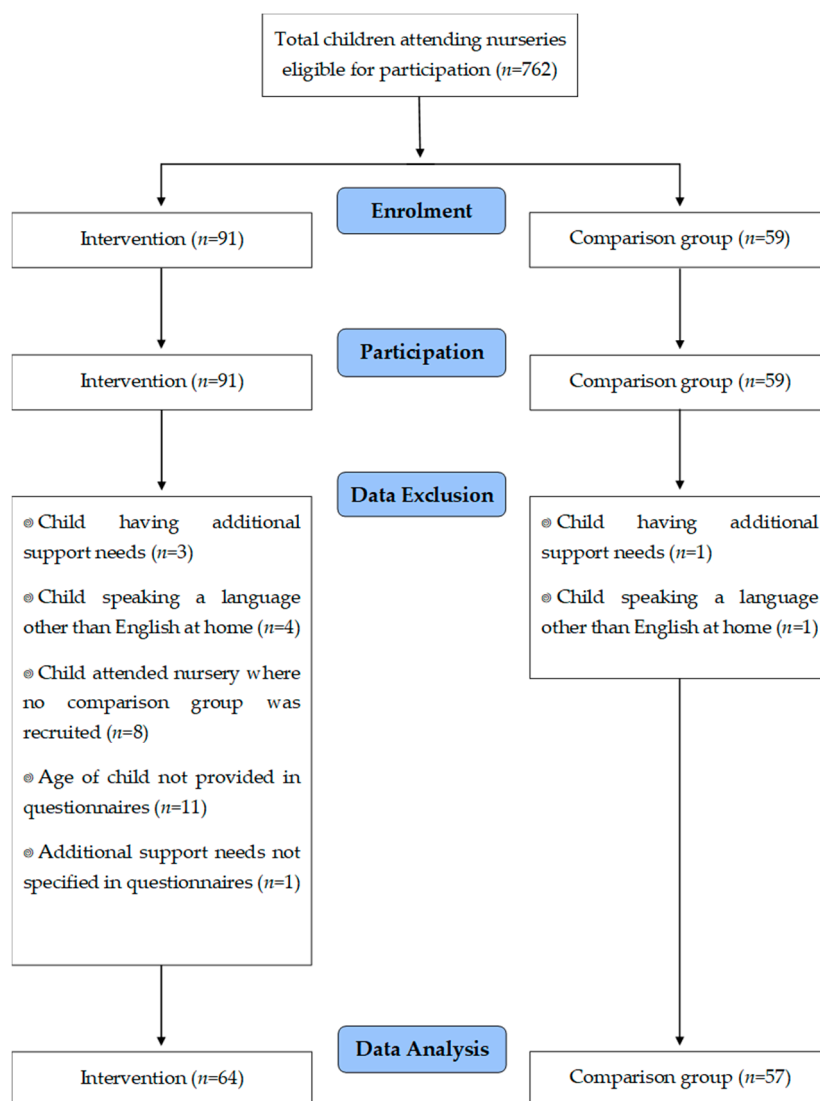 Total children attending nurseries
eligible for participation (n=762)
Enrolment
Intervention (n=91)
Comparison group (n=59)
Participation
Intervention (n=91)
Comparison group (n=59)
Data Exclusion
Child having additional
support needs (n=3)
Child speaking a language
other than English at home (n=4)
Child attended nursery where
no comparison group was
recruited (n=8)
Age of child not provided in
questionnaires (n=11)
Additional support needs not
specified in questionnaires (n=1)
Child having additional
support needs (n=1)
Child speaking a language
other than English at home (n=1)
Data Analysis
Intervention (n=64)
Comparison group (n=57)